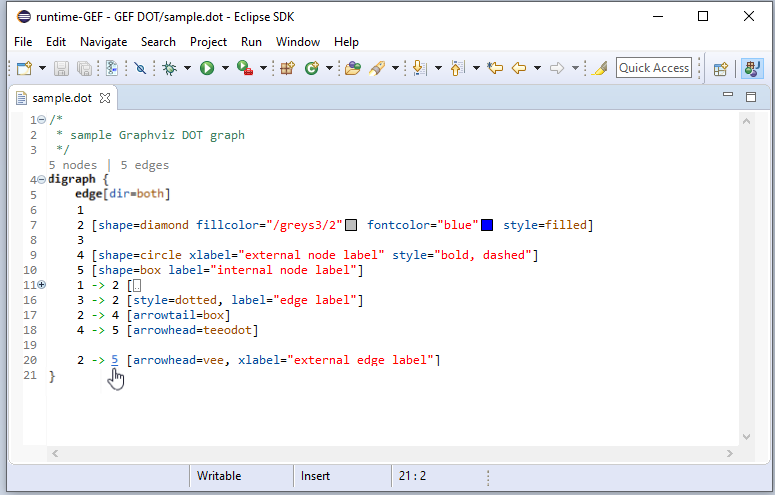 runtime-GEF - GEF DOT/sample.dot - Eclipse SDK
File Edit Navigate Search Project Run Window Help
Quick Access
sample.dot
1 /*
2  * sample Graphviz DOT graph
3  */
5 nodes | 5 edges
4 digraph {
5     edge[dir=both]
6     1
7     2 [shape=diamond fillcolor="/greys3/2" fontcolor="blue" style=filled]
8     3
9     4 [shape=circle xlabel="external node label" style="bold, dashed"]
10     5 [shape=box label="internal node label"]
11     1 -> 2 [..
16     3 -> 2 [style=dotted, label="edge label"]
17     2 -> 4 [arrowtail=box]
18     4 -> 5 [arrowhead=teeodot]
19
20     2 -> 5 [arrowhead=vee, xlabel="external edge label"]
21 }
Writable Insert 21 : 2